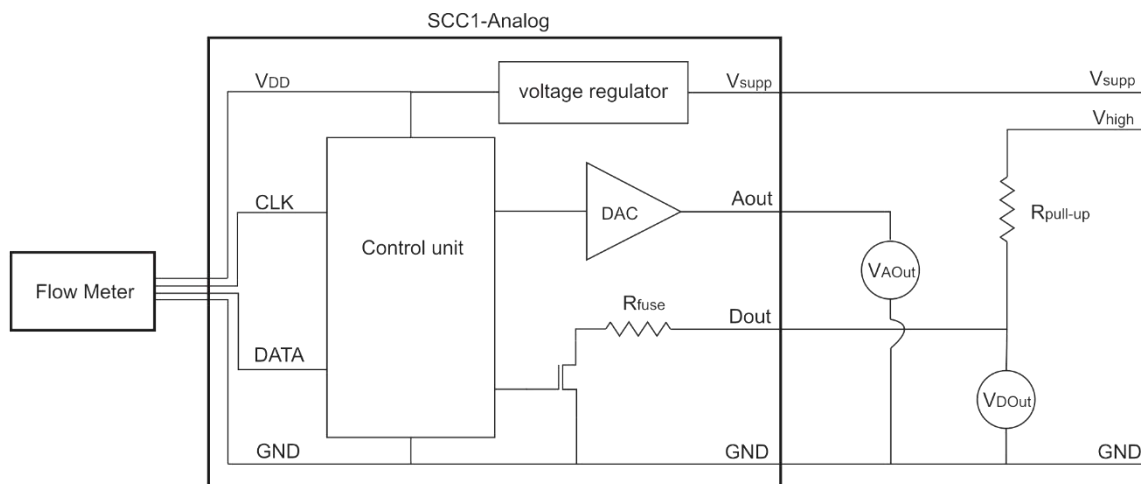 SCC1-Analog
VDD
voltage regulator
Vsupp
Vsupp
Vhigh
CLK
DAC
Aout
Rpull-up
Control unit
VAOut
Flow Meter
Rfuse
Dout
DATA
VDOut
GND
GND
GND